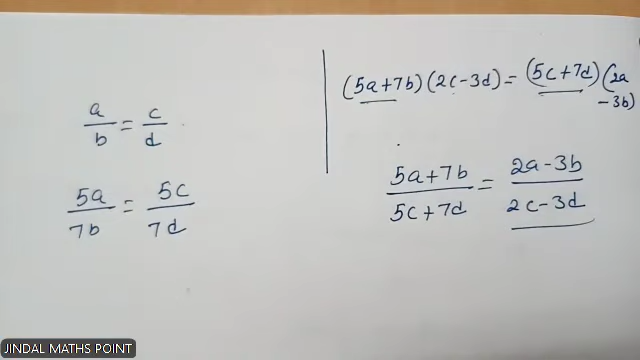 a/b = c/d
5a/7b = 5c/7d
(5a+7b)(2c-3d) = (5c+7d)(2a
-3b)
5a+7b/5c+7d = 2a-3b/2c-3d
JINDAL MATHS POINT